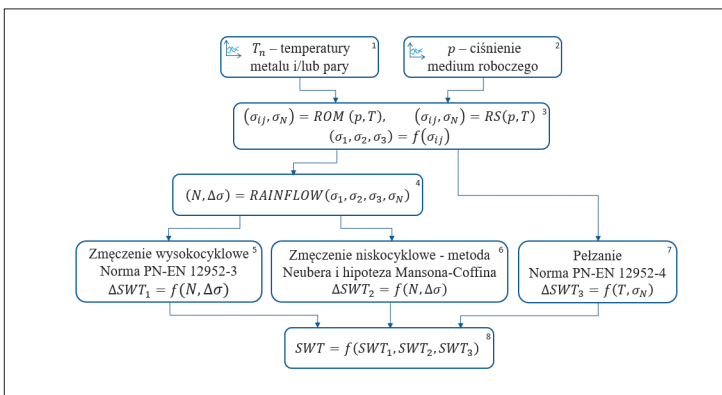 1
T_n – temperatury
metalu i/lub pary
2
p – ciśnienie
medium roboczego
3
(σ_ij, σ_N) = ROM (p, T), (σ_ij, σ_N) = RS(p, T)
(σ_1, σ_2, σ_3) = f(σ_ij)
4
(N, Δσ) = RAINFLOW(σ_1, σ_2, σ_3, σ_N)
5
Zmęczenie wysokocyklowe
Norma PN-EN 12952-3
ΔSWT_1 = f(N, Δσ)
6
Zmęczenie niskocyklowe - metoda
Neubera i hipoteza Mansona-Coffina
ΔSWT_2 = f(N, Δσ)
7
Pełzanie
Norma PN-EN 12952-4
ΔSWT_3 = f(T, σ_N)
8
SWT = f(SWT_1, SWT_2, SWT_3)